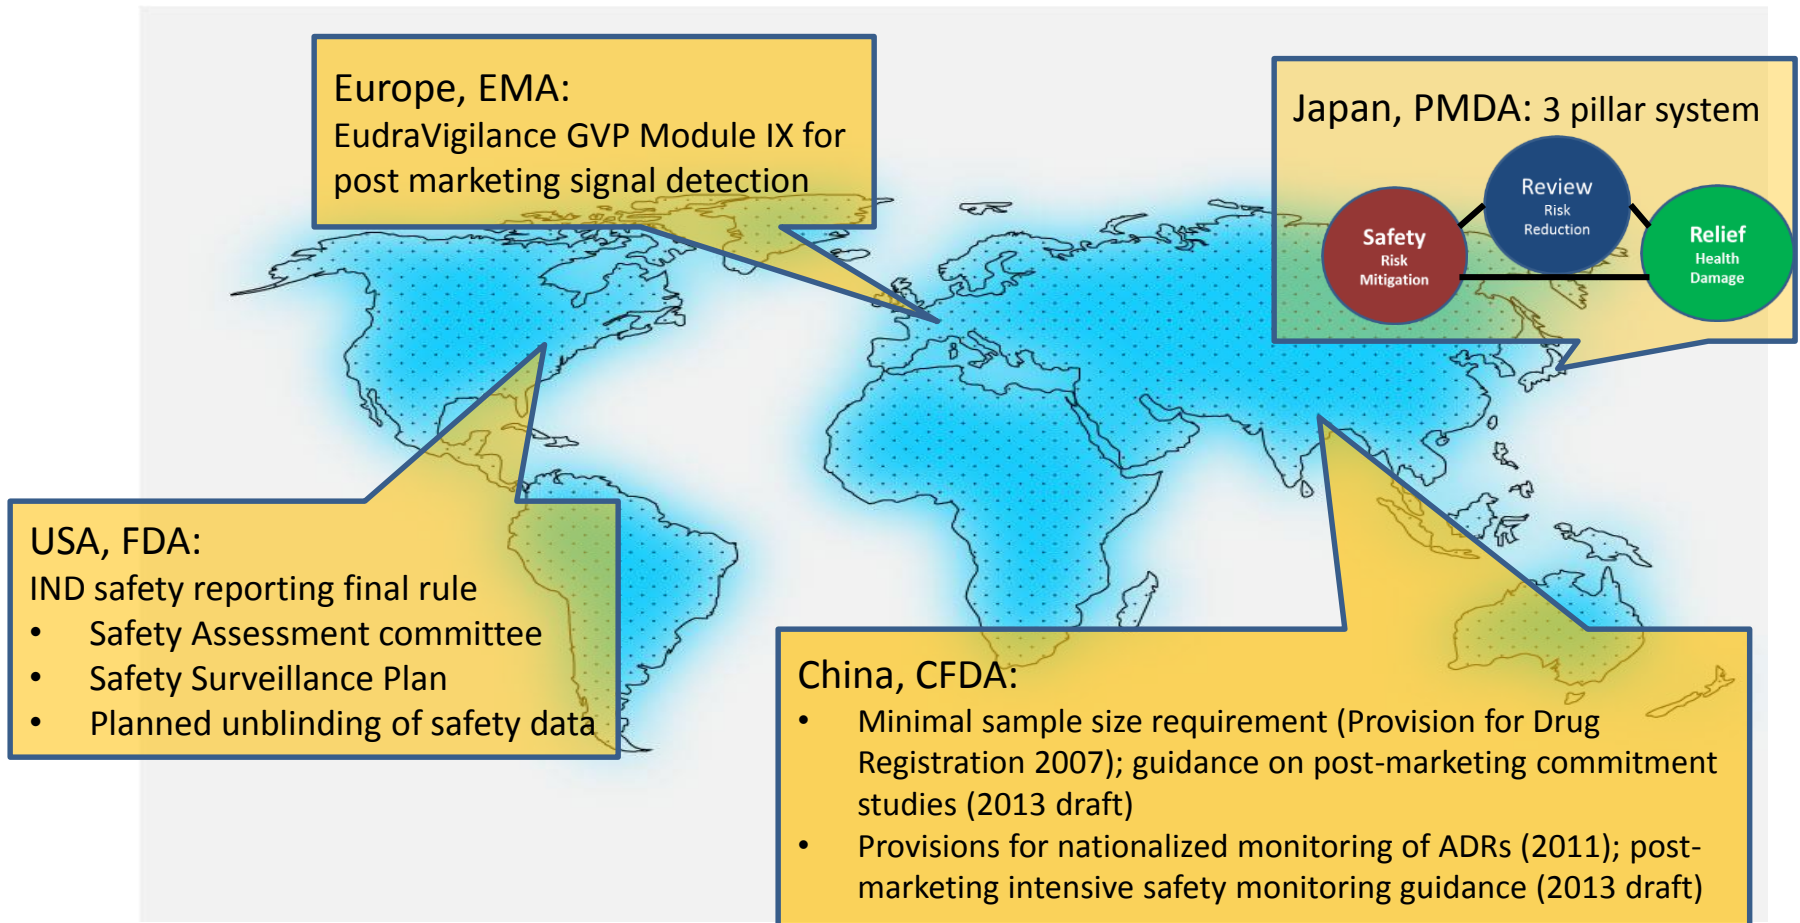 Europe, EMA:
EudraVigilance GVP Module IX for
post marketing signal detection
Japan, PMDA: 3 pillar system
Review
Risk
Reduction
Safety
Risk
Mitigation
Relief
Health
Damage
USA, FDA:
IND safety reporting final rule
• Safety Assessment committee
• Safety Surveillance Plan
• Planned unblinding of safety data
China, CFDA:
• Minimal sample size requirement (Provision for Drug
Registration 2007); guidance on post-marketing commitment
studies (2013 draft)
• Provisions for nationalized monitoring of ADRs (2011); post-
marketing intensive safety monitoring guidance (2013 draft)